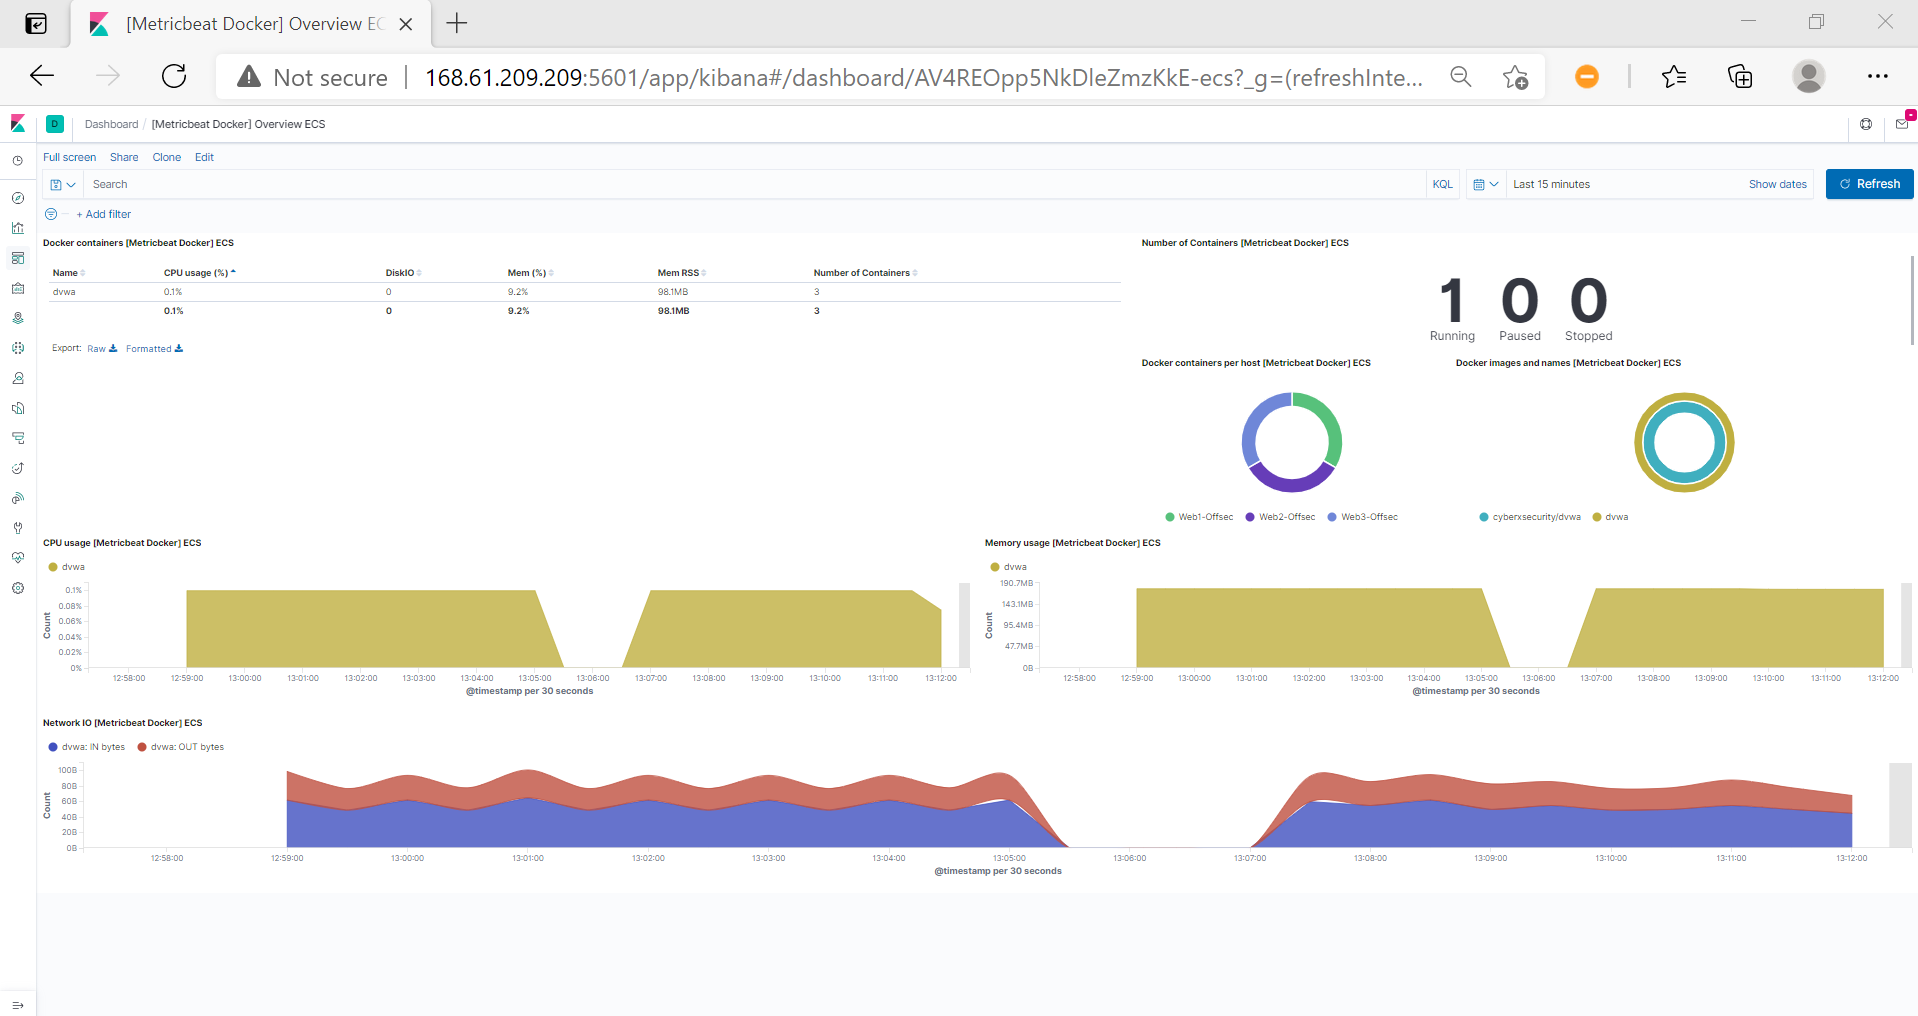 [Metricbeat Docker] Overview EC
Not secure | 168.61.209.209:5601/app/kibana#/dashboard/AV4REOpp5NkDleZmzKkE-ecs?_g=(refreshInte...
D Dashboard / [Metricbeat Docker] Overview ECS
Full screen Share Clone Edit
Search KQL Last 15 minutes Show dates Refresh
+ Add filter
Docker containers [Metricbeat Docker] ECS
Name CPU usage (%) DiskIO Mem (%) Mem RSS Number of Containers
dvwa 0.1% 0 9.2% 98.1MB 3
0.1% 0 9.2% 98.1MB 3
Export: Raw Formatted
Number of Containers [Metricbeat Docker] ECS
1 0 0
Running Paused Stopped
Docker containers per host [Metricbeat Docker] ECS
Web1-Offsec Web2-Offsec Web3-Offsec
Docker images and names [Metricbeat Docker] ECS
cyberxsecurity/dvwa dvwa
CPU usage [Metricbeat Docker] ECS
dvwa
Count
0.1%
0.08%
0.06%
0.04%
0.02%
0%
12:58:00 12:59:00 13:00:00 13:01:00 13:02:00 13:03:00 13:04:00 13:05:00 13:06:00 13:07:00 13:08:00 13:09:00 13:10:00 13:11:00 13:12:00
@timestamp per 30 seconds
Memory usage [Metricbeat Docker] ECS
dvwa
Count
190.7MB
143.1MB
95.4MB
47.7MB
0B
12:58:00 12:59:00 13:00:00 13:01:00 13:02:00 13:03:00 13:04:00 13:05:00 13:06:00 13:07:00 13:08:00 13:09:00 13:10:00 13:11:00 13:12:00
@timestamp per 30 seconds
Network IO [Metricbeat Docker] ECS
dvwa: IN bytes dvwa: OUT bytes
Count
100B
80B
60B
40B
20B
0B
12:58:00 12:59:00 13:00:00 13:01:00 13:02:00 13:03:00 13:04:00 13:05:00 13:06:00 13:07:00 13:08:00 13:09:00 13:10:00 13:11:00 13:12:00
@timestamp per 30 seconds